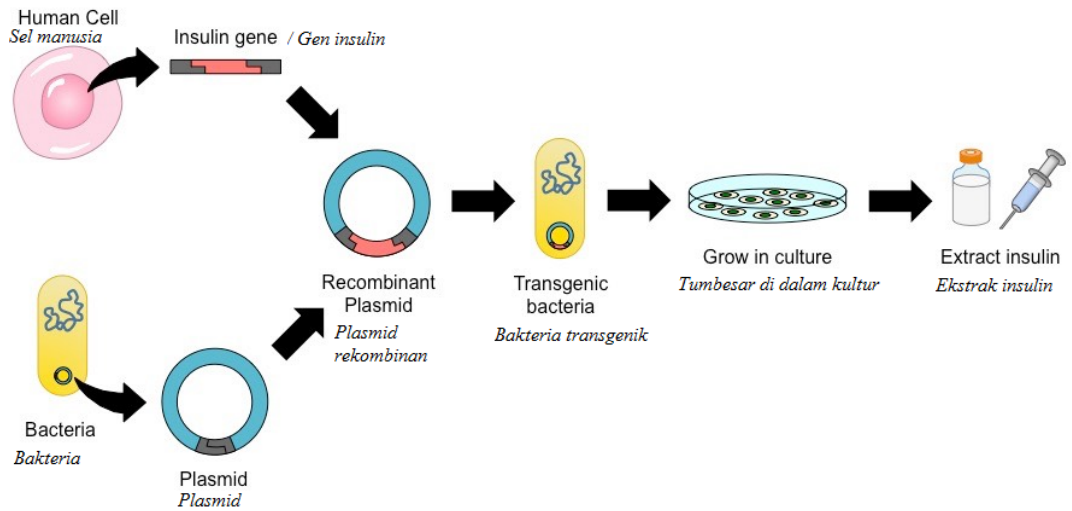 Human Cell
Sel manusia
Insulin gene / Gen insulin
Recombinant
Plasmid
Plasmid
rekombinan
Transgenic
bacteria
Bakteria transgenik
Grow in culture
Tumbesar di dalam kultur
Extract insulin
Ekstrak insulin
Bacteria
Bakteria
Plasmid
Plasmid